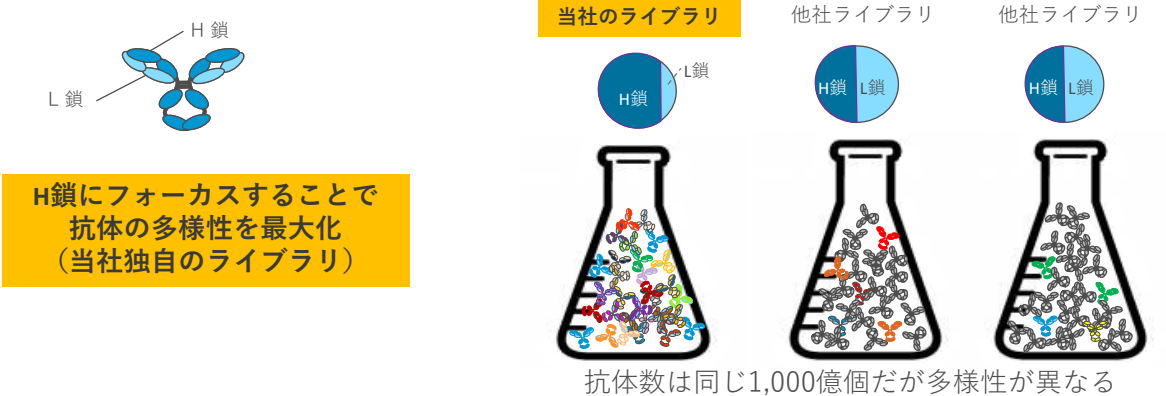 H 鎖
L 鎖
H鎖にフォーカスすることで
抗体の多様性を最大化
（当社独自のライブラリ）
当社のライブラリ
他社ライブラリ
他社ライブラリ
H鎖
L鎖
H鎖
L鎖
H鎖
L鎖
抗体数は同じ1,000億個だが多様性が異なる